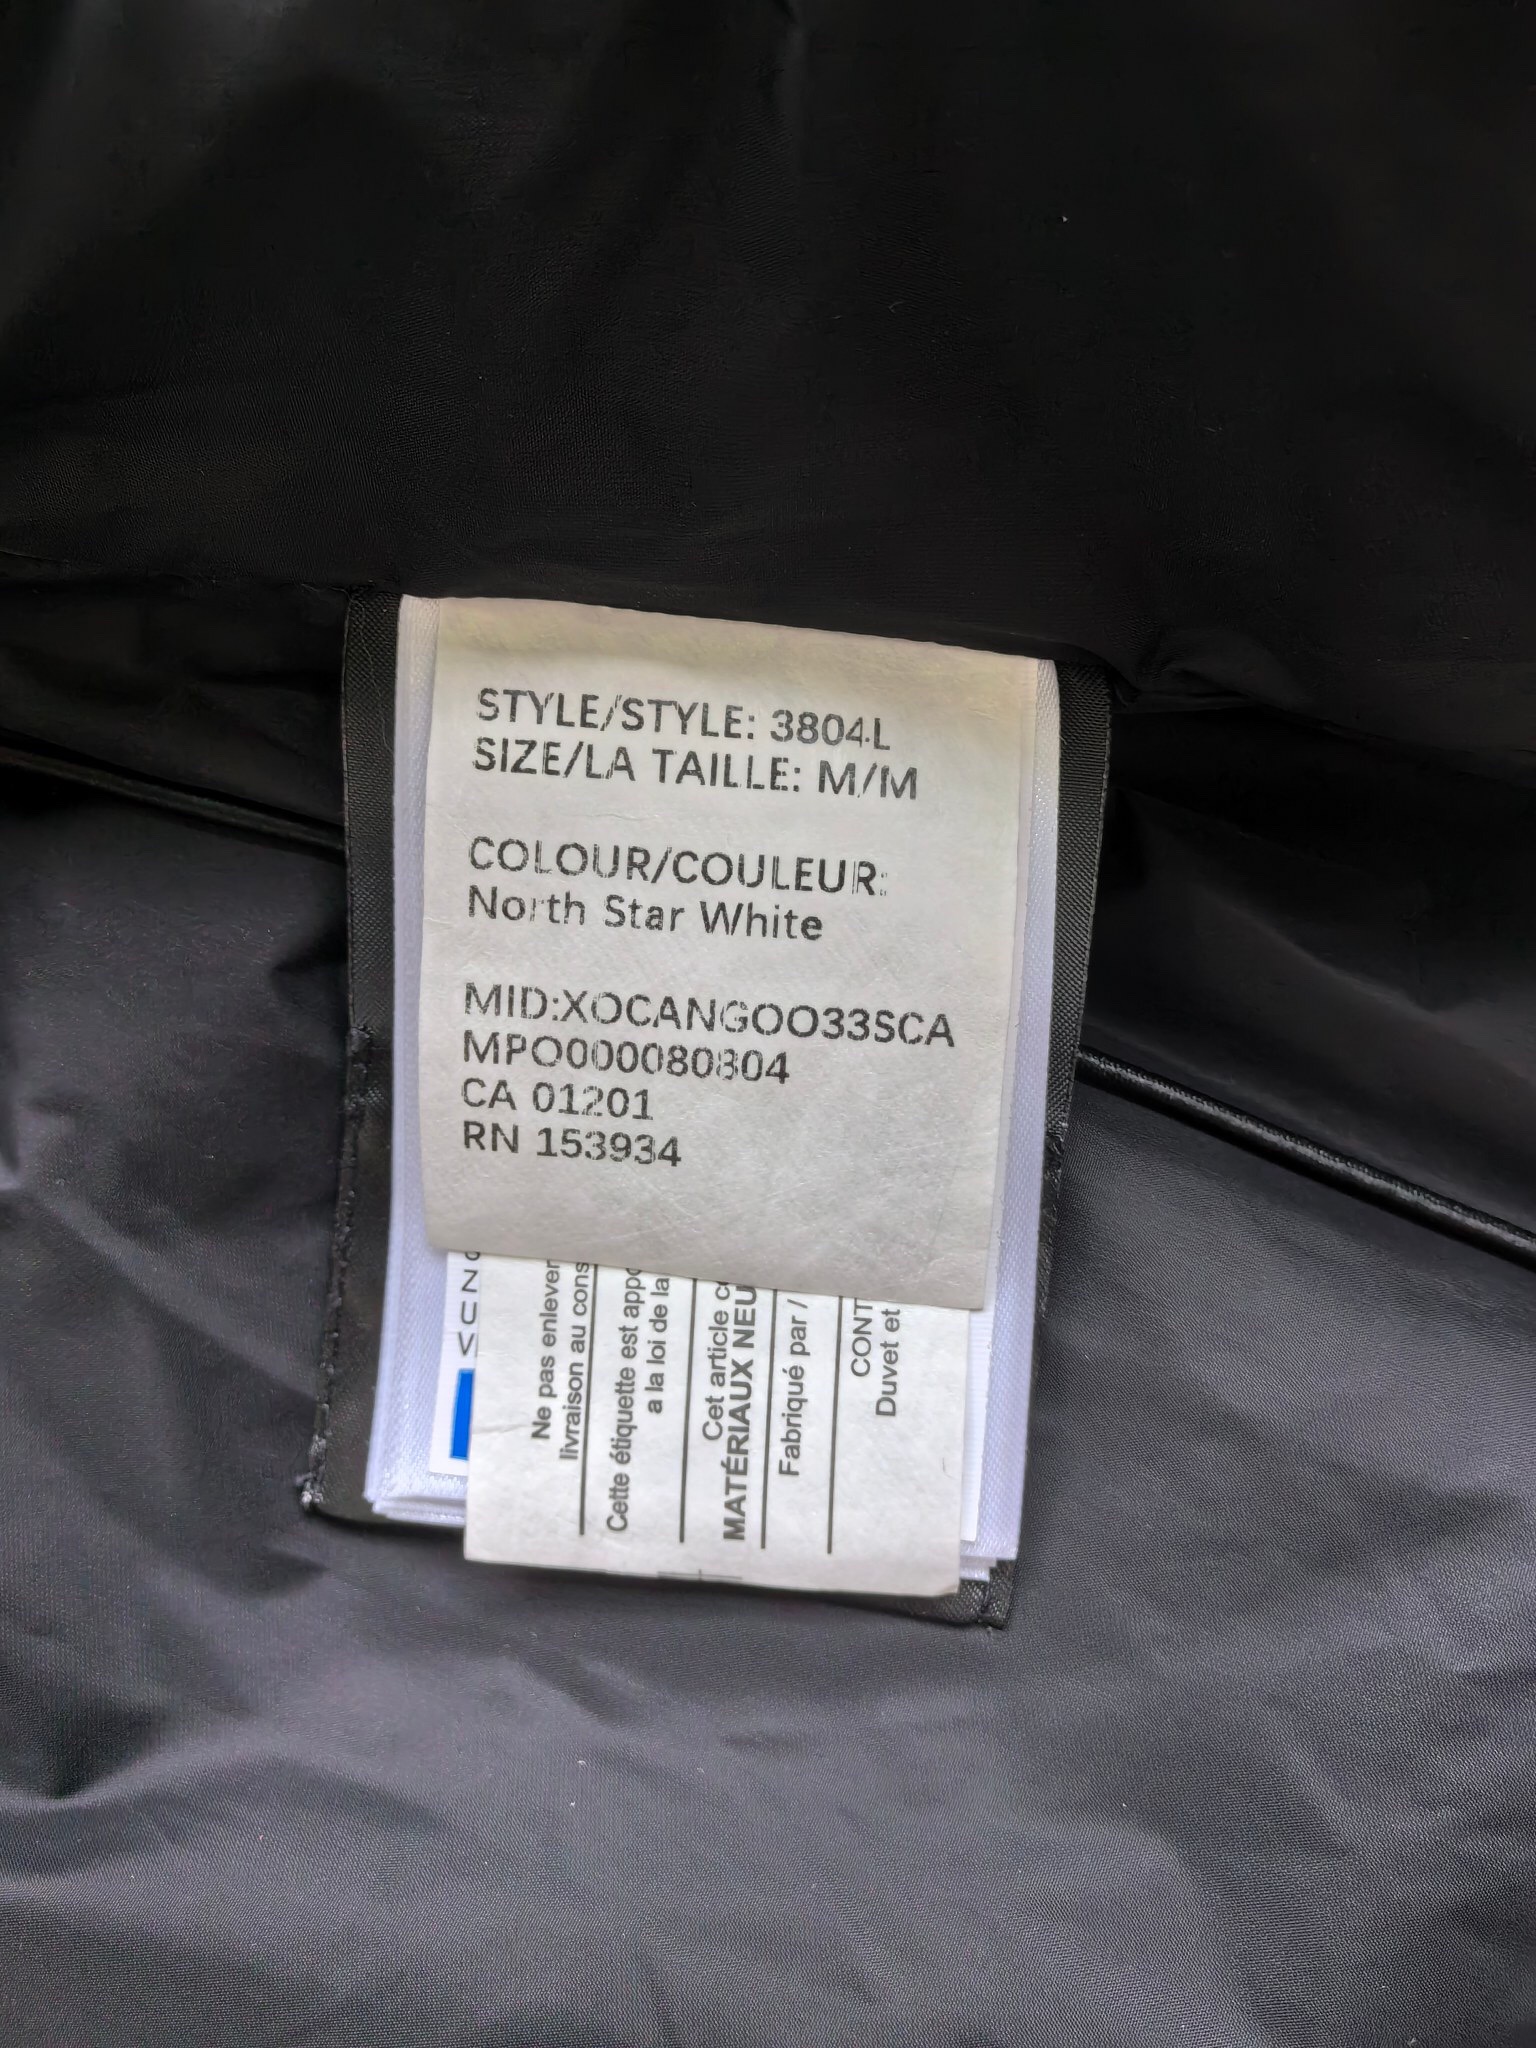 STYLE/STYLE: 3804L
SIZE/LA TAILLE: M/M
COLOUR/COULEUR:
North Star White
MID:XOCANGOO33SCA
MPO000080804
CA 01201
RN 153934
Ne pas enlever
livraison au cons
Cette étiquette est appo
a la loi de la
Cet article c
MATÉRIAUX NEU
Fabriqué par /
CONT
Duvet et